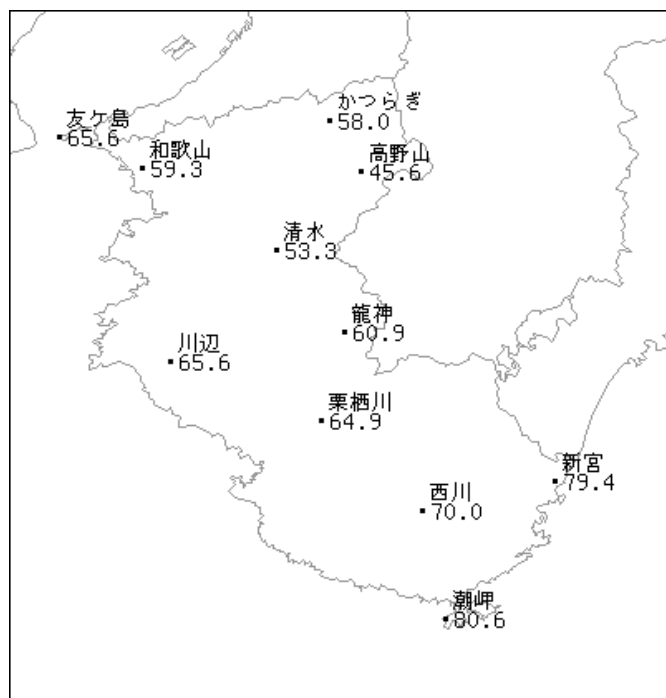 かつらぎ
58.0
友ケ島
65.6
和歌山
59.3
高野山
45.6
清水
53.3
龍神
60.9
川辺
65.6
栗栖川
64.9
新宮
79.4
西川
70.0
潮岬
80.6